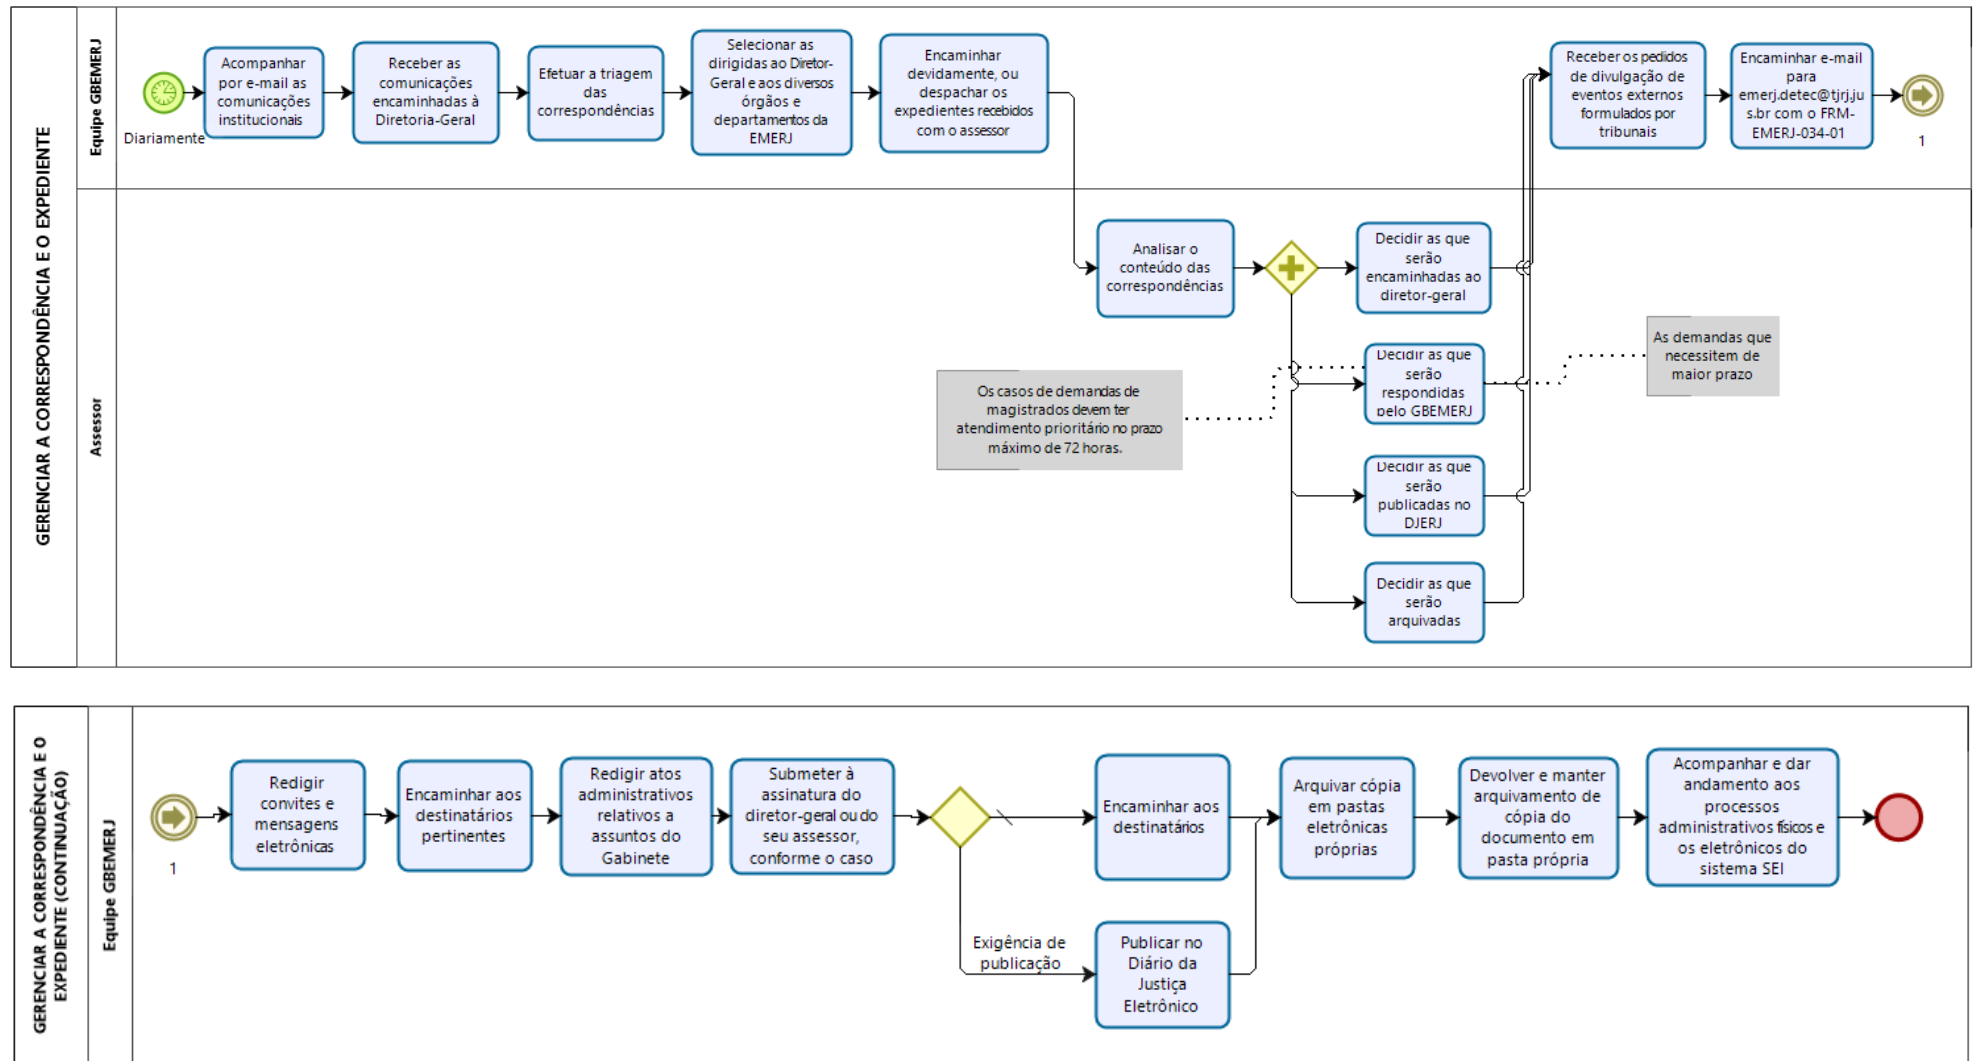 GERENCIAR A CORRESPONDÊNCIA E O EXPEDIENTE
Equipe GBEMERJ
Diariamente
Acompanhar
por e-mail as
comunicações
institucionais
Receber as
comunicações
encaminhadas à
Diretoria-Geral
Efetuar a triagem
das
correspondências
Selecionar as
dirigidas ao Diretor-
Geral e aos diversos
órgãos e
departamentos da
EMERJ
Encaminhar
devidamente, ou
despachar os
expedientes recebidos
com o assessor
Receber os pedidos
de divulgação de
eventos externos
formulados por
tribunais
Encaminhar e-mail
para
emerj.detec@tjrj.ju
s.br com o FRM-
EMERJ-034-01
1
Assessor
Analisar o
conteúdo das
correspondências
Decidir as que
serão
encaminhadas ao
diretor-geral
Os casos de demandas de
magistrados devem ter
atendimento prioritário no prazo
máximo de 72 horas.
Decidir as que
serão
respondidas
pelo GBEMERJ
As demandas que
necessitem de
maior prazo
Decidir as que
serão
publicadas no
DJERJ
Decidir as que
serão
arquivadas
GERENCIAR A CORRESPONDÊNCIA E O
EXPEDIENTE (CONTINUAÇÃO)
Equipe GBEMERJ
1
Redigir
convites e
mensagens
eletrônicas
Encaminhar aos
destinatários
pertinentes
Redigir atos
administrativos
relativos a
assuntos do
Gabinete
Submeter à
assinatura do
diretor-geral ou do
seu assessor,
conforme o caso
Encaminhar aos
destinatários
Exigência de
publicação
Publicar no
Diário da
Justiça
Eletrônico
Arquivar cópia
em pastas
eletrônicas
próprias
Devolver e manter
arquivamento de
cópia do
documento em
pasta própria
Acompanhar e dar
andamento aos
processos
administrativos físicos e
os eletrônicos do
sistema SEI